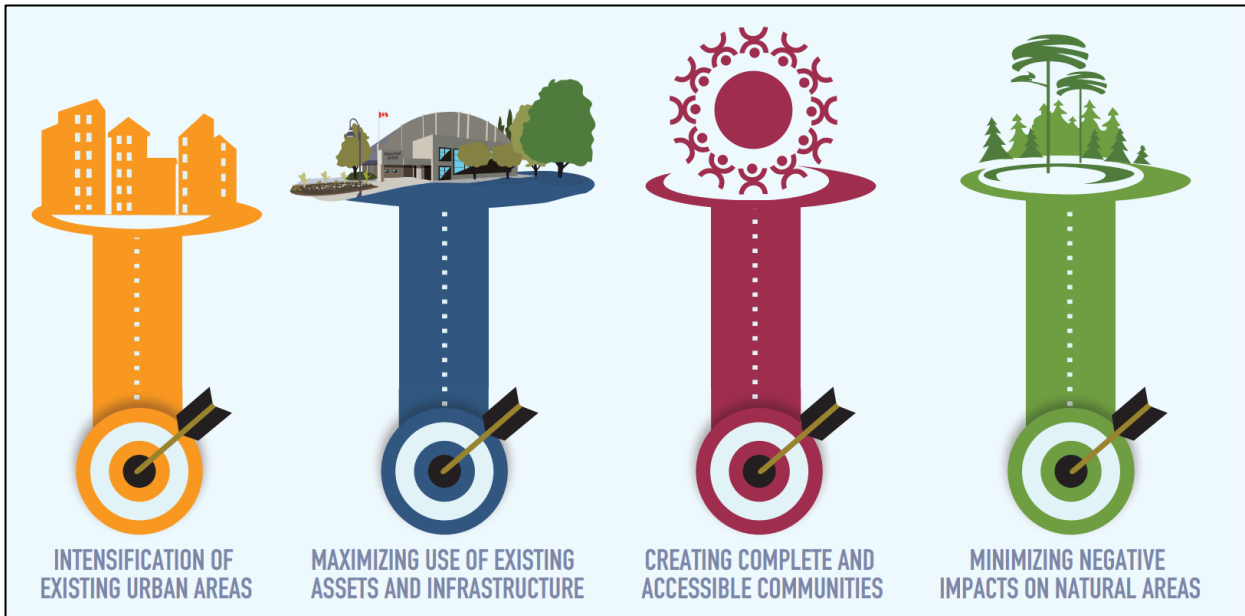 INTENSIFICATION OF
EXISTING URBAN AREAS
MAXIMIZING USE OF EXISTING
ASSETS AND INFRASTRUCTURE
CREATING COMPLETE AND
ACCESSIBLE COMMUNITIES
MINIMIZING NEGATIVE
IMPACTS ON NATURAL AREAS